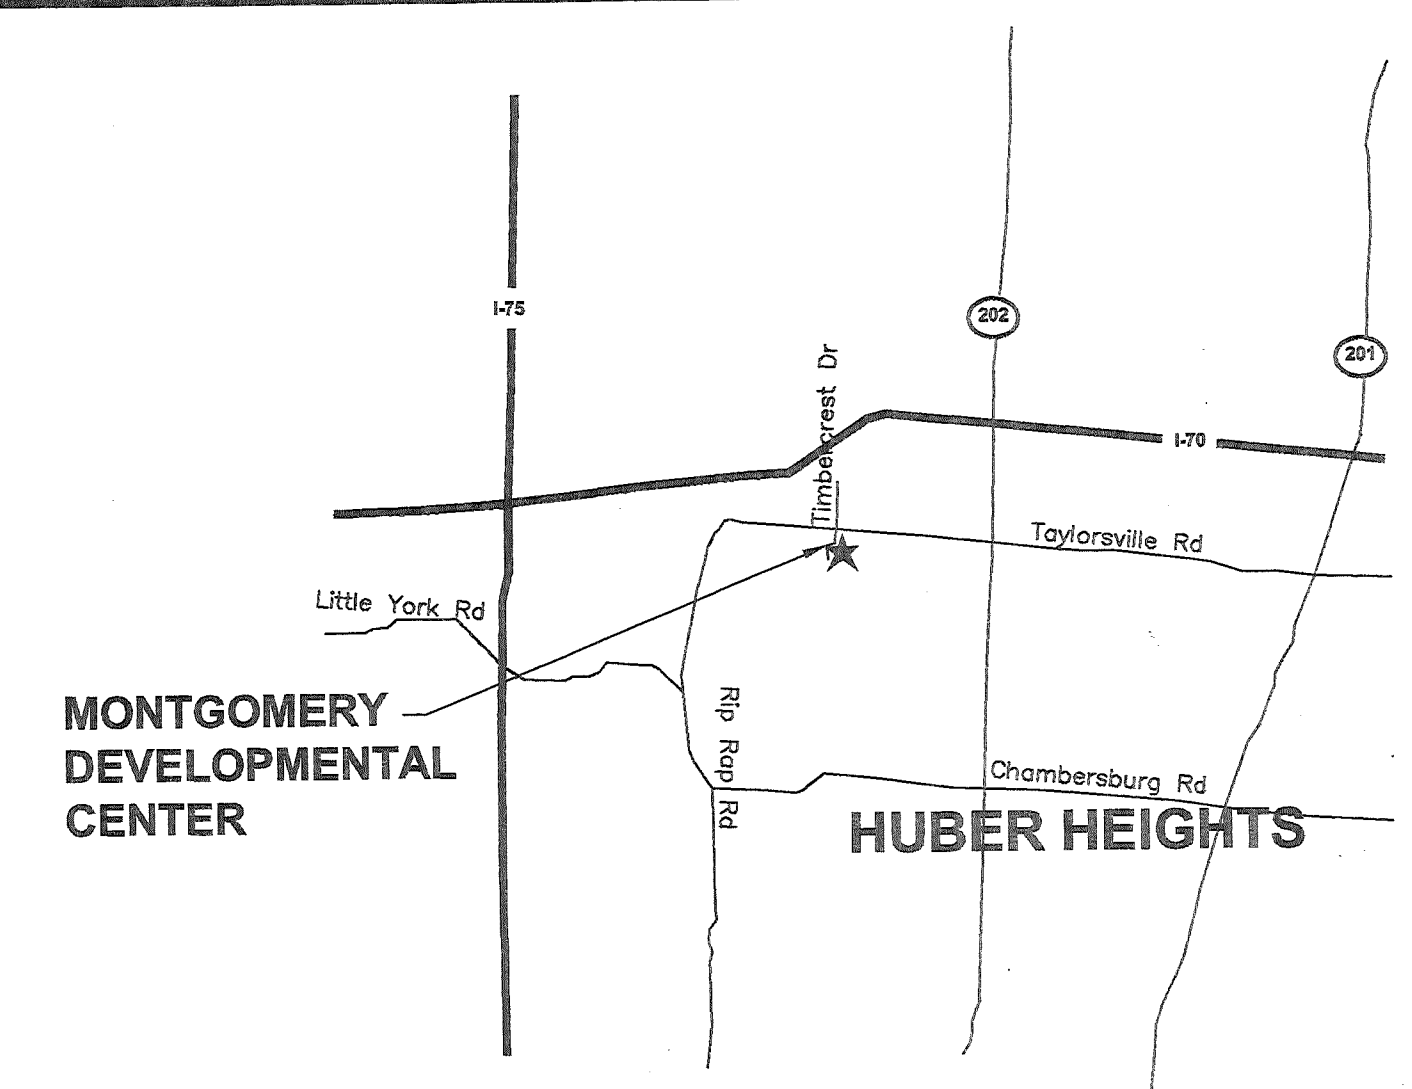 I-75
202
201
Timbercrest Dr
I-70
Taylorsville Rd
Little York Rd
MONTGOMERY
DEVELOPMENTAL
CENTER
Rip Rap Rd
Chambersburg Rd
HUBER HEIGHTS